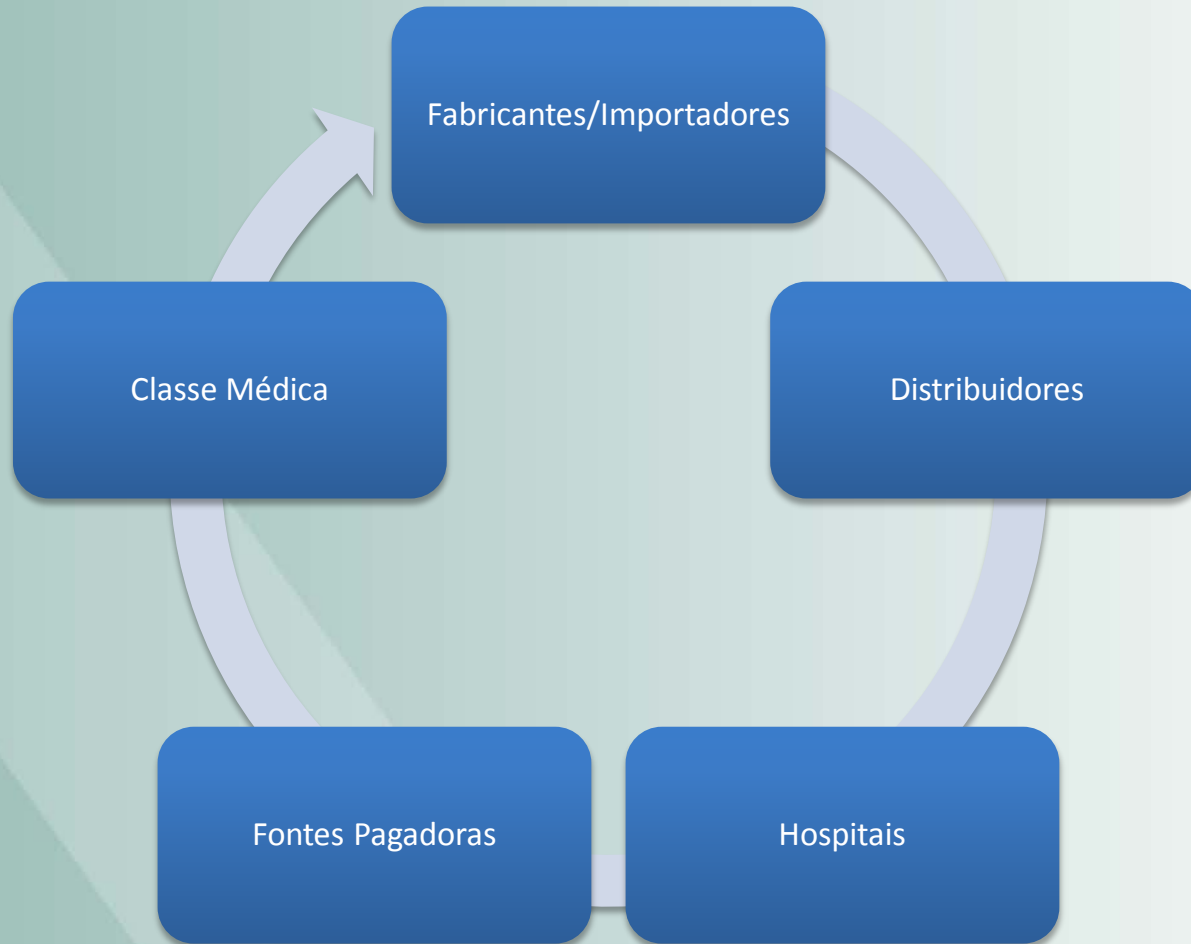 Fabricantes/Importadores
Classe Médica
Distribuidores
Fontes Pagadoras
Hospitais